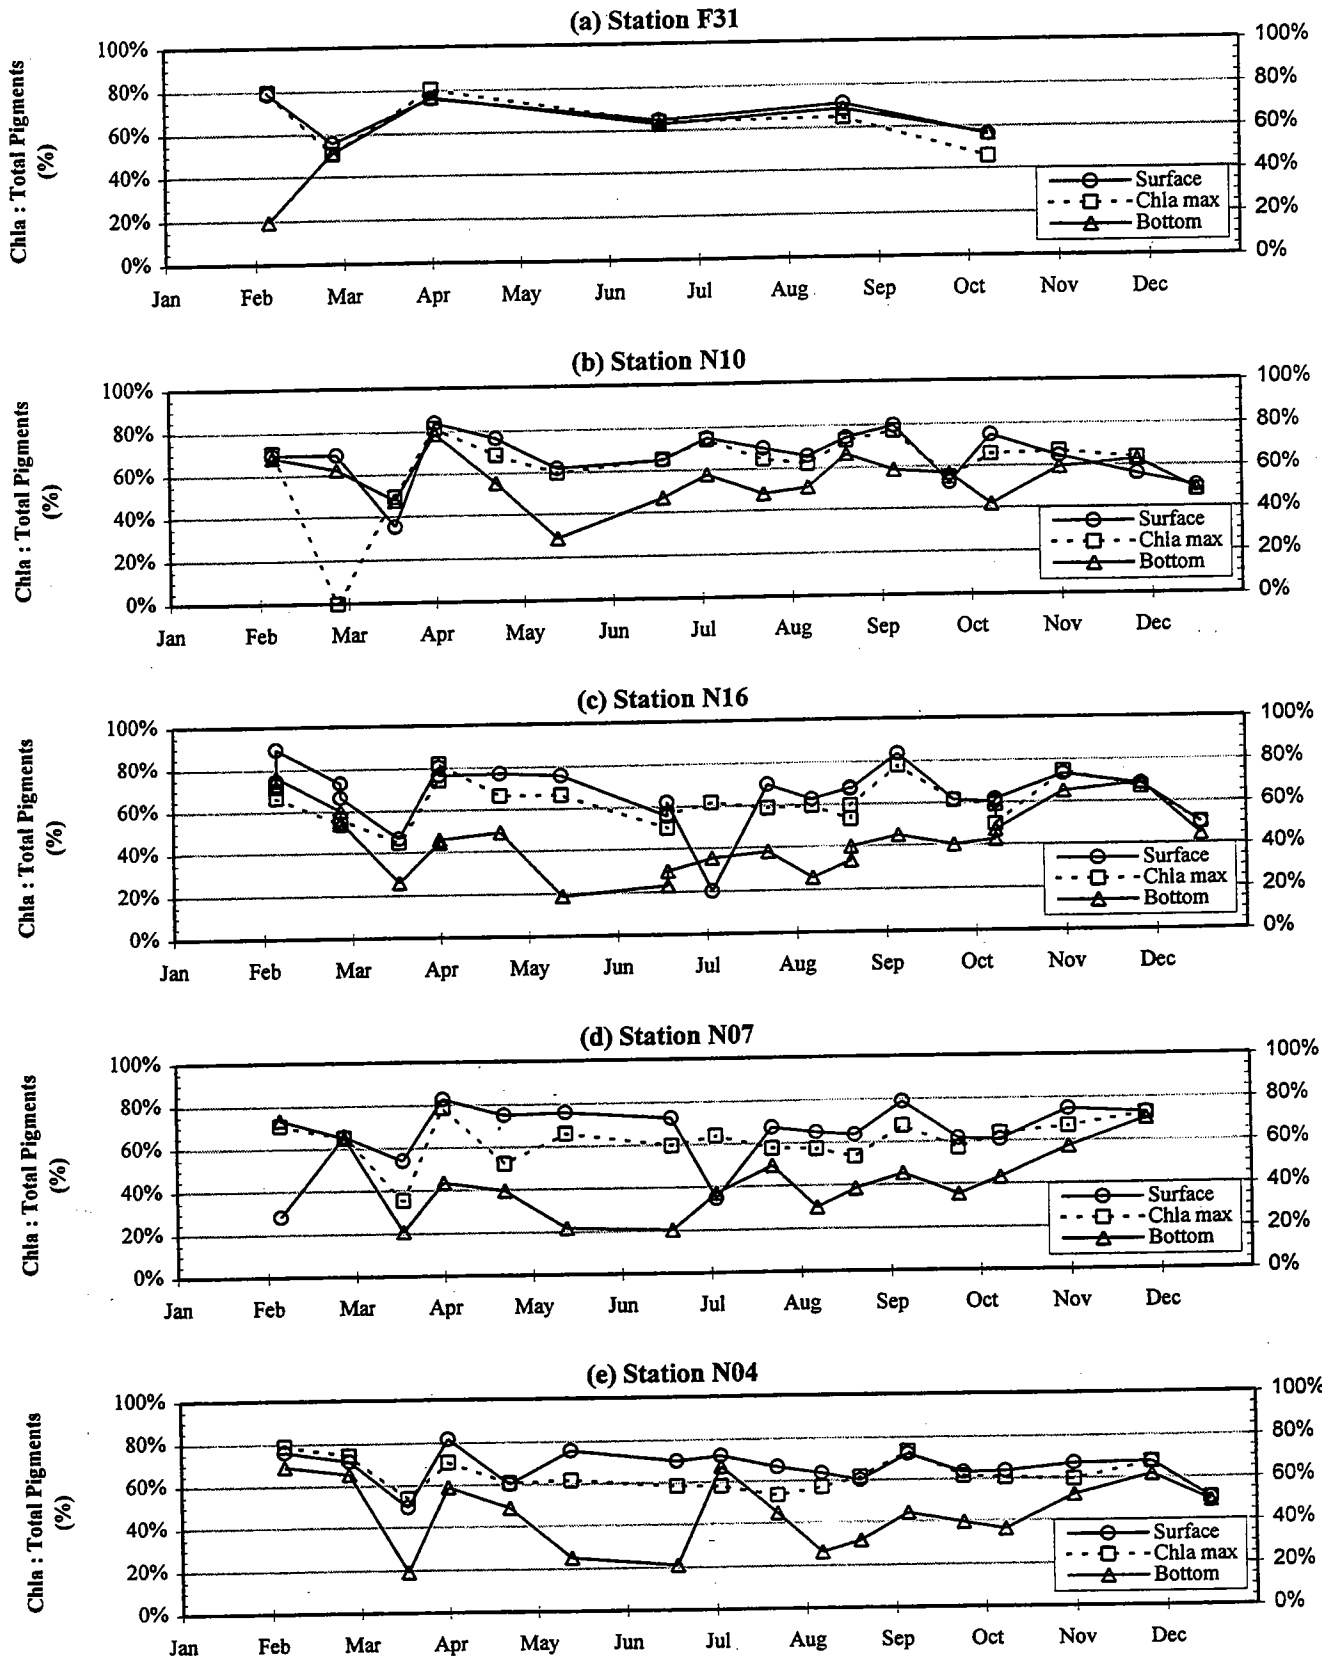 (a) Station F31
Chla : Total Pigments
(%)
100% 100%
80% 80%
60% 60%
40% 40%
20% 20%
0% 0%
Surface
Chla max
Bottom
Jan Feb Mar Apr May Jun Jul Aug Sep Oct Nov Dec
(b) Station N10
Chla : Total Pigments
(%)
100% 100%
80% 80%
60% 60%
40% 40%
20% 20%
0% 0%
Surface
Chla max
Bottom
Jan Feb Mar Apr May Jun Jul Aug Sep Oct Nov Dec
(c) Station N16
Chla : Total Pigments
(%)
100% 100%
80% 80%
60% 60%
40% 40%
20% 20%
0% 0%
Surface
Chla max
Bottom
Jan Feb Mar Apr May Jun Jul Aug Sep Oct Nov Dec
(d) Station N07
Chla : Total Pigments
(%)
100% 100%
80% 80%
60% 60%
40% 40%
20% 20%
0% 0%
Surface
Chla max
Bottom
Jan Feb Mar Apr May Jun Jul Aug Sep Oct Nov Dec
(e) Station N04
Chla : Total Pigments
(%)
100% 100%
80% 80%
60% 60%
40% 40%
20% 20%
0% 0%
Surface
Chla max
Bottom
Jan Feb Mar Apr May Jun Jul Aug Sep Oct Nov Dec